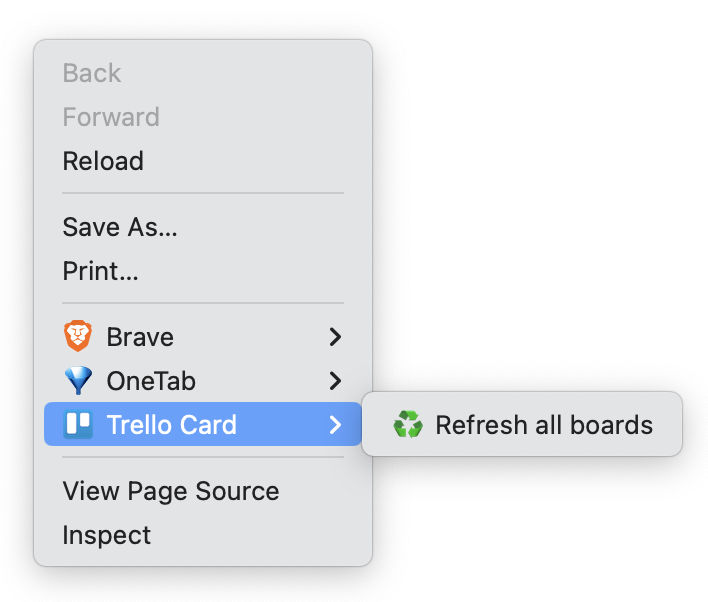 Back
Forward
Reload
Save As...
Print...
Brave
OneTab
Trello Card
Refresh all boards
View Page Source
Inspect